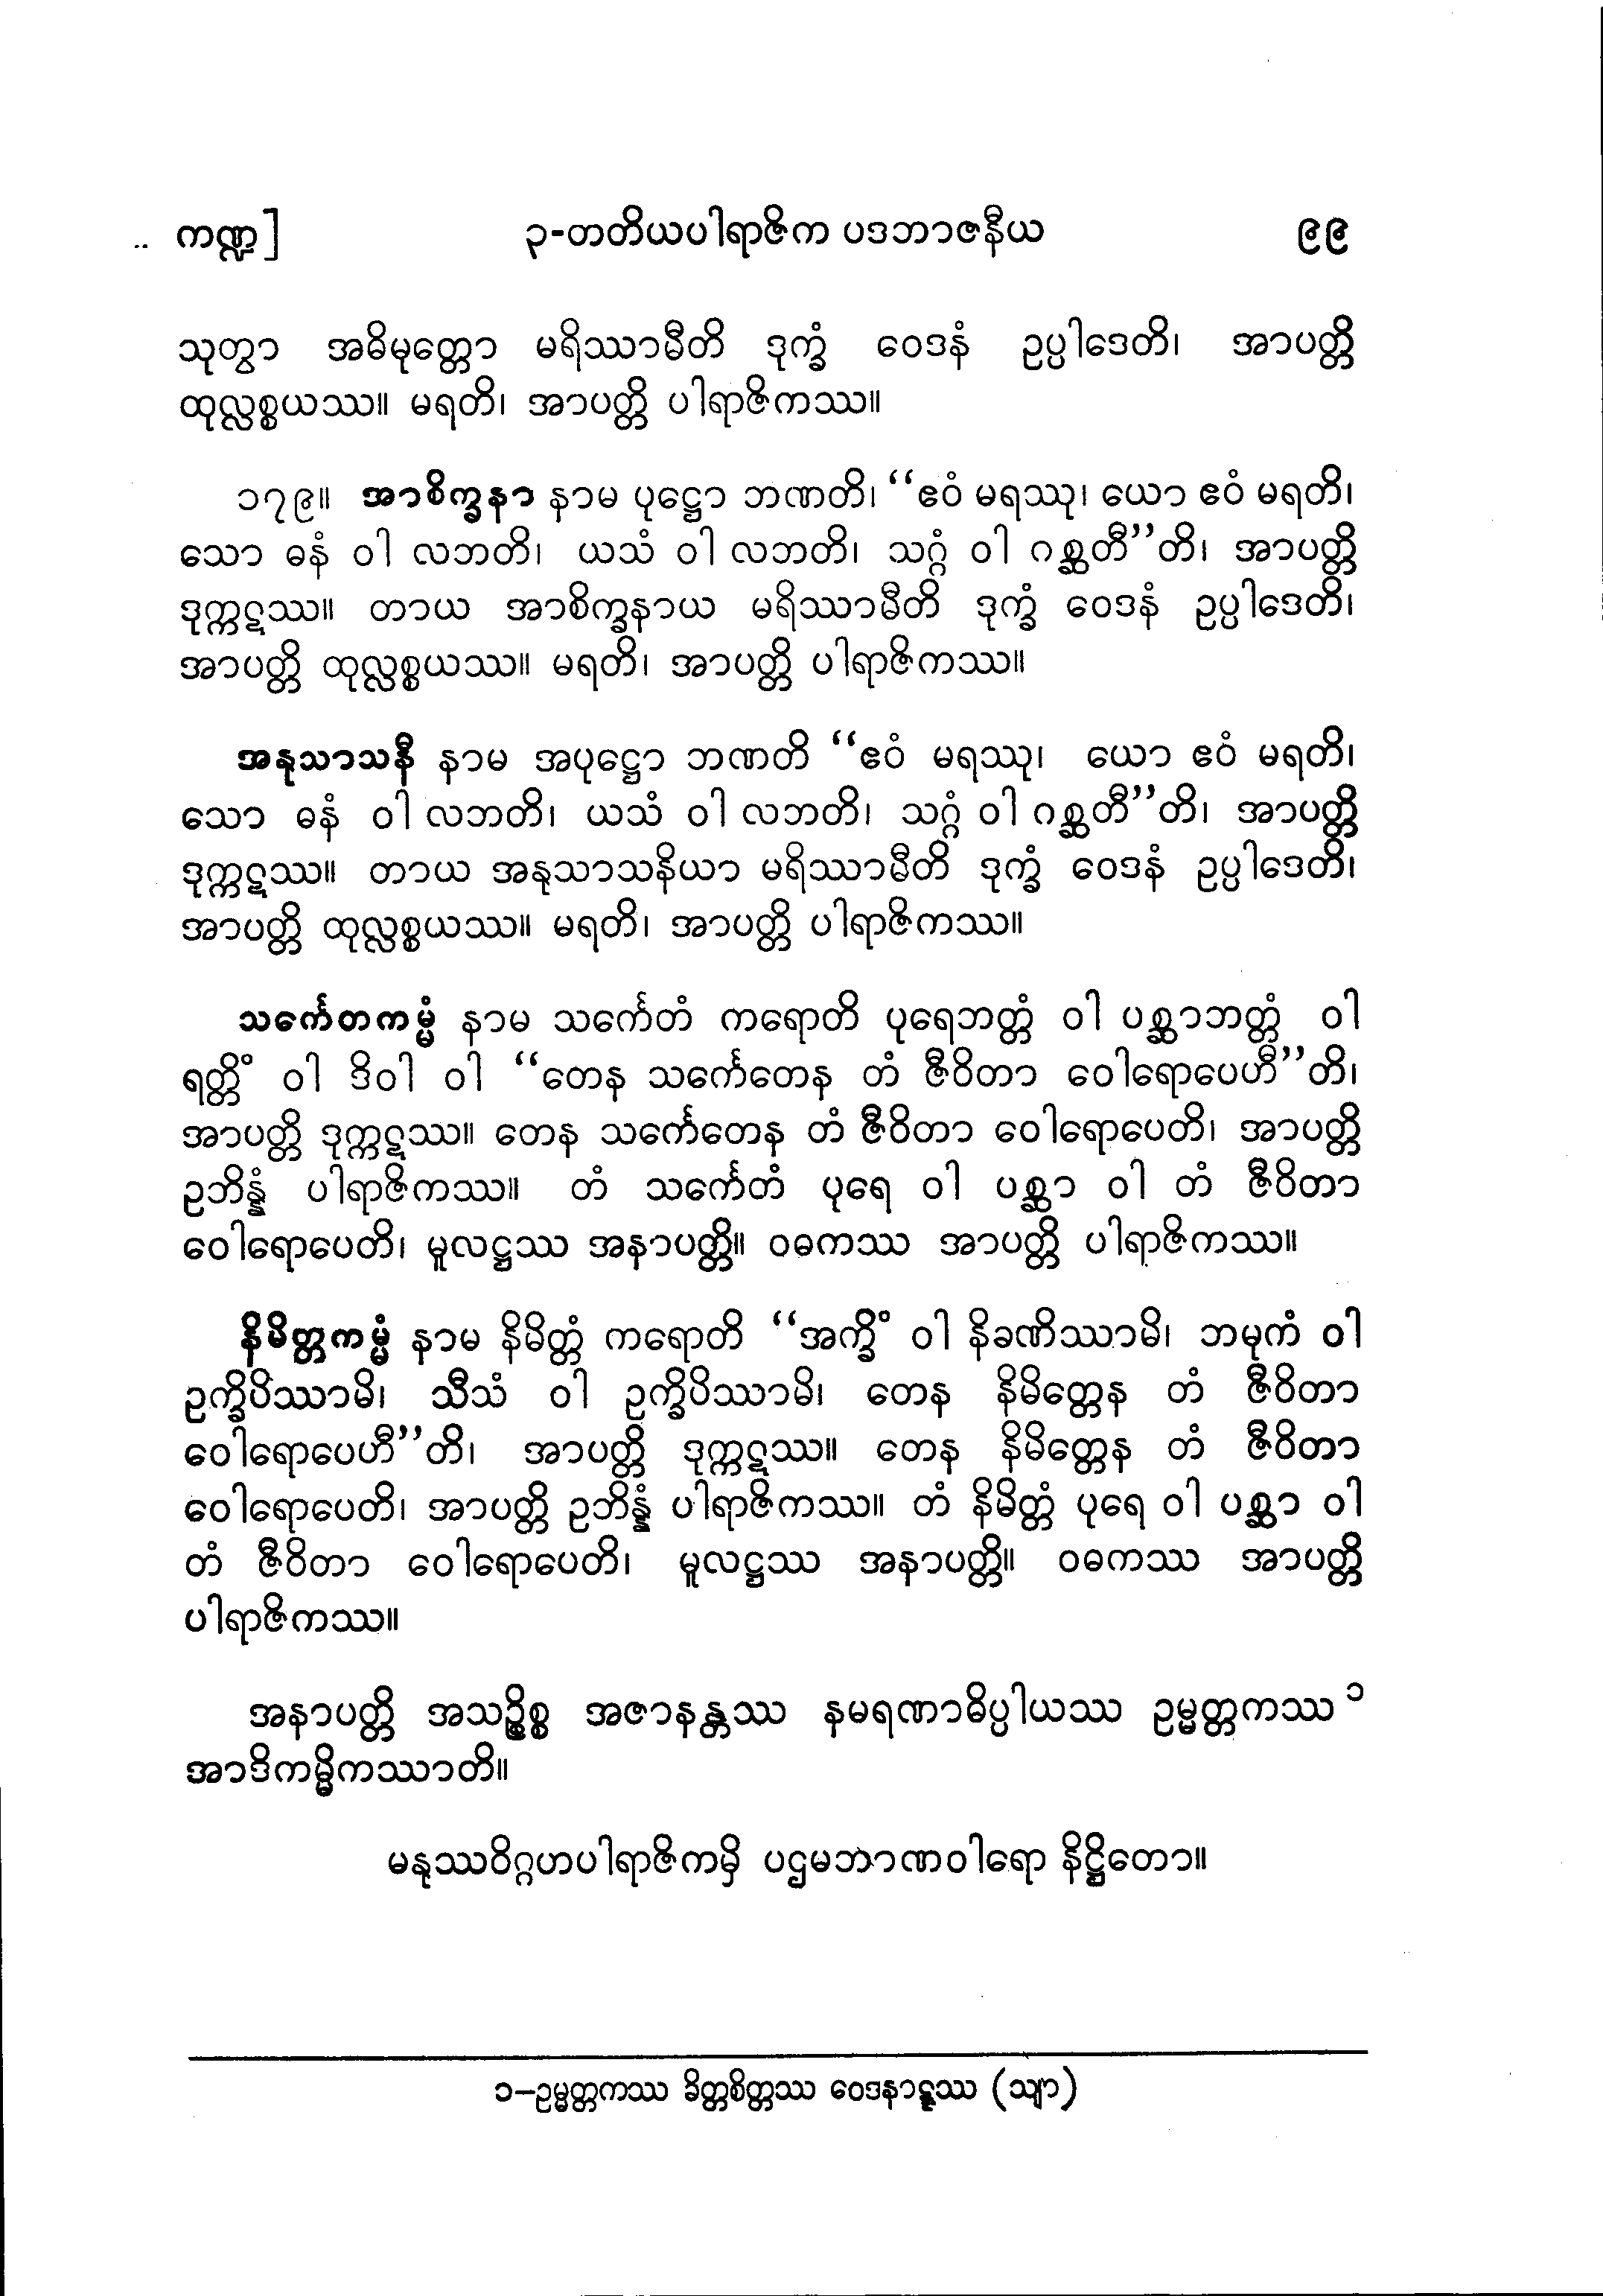 ကဏ္ဍ] ၃-တတိယပါရာဇိက ပဒဘာဇနီယ ၉၉
သုတွာ အဓိမုတ္တော မရိဿာမီတိ ဒုက္ခံ ဝေဒနံ ဥပ္ပါဒေတိ၊ အာပတ္တိ
ထုလ္လစ္စယဿ။ မရတိ၊ အာပတ္တိ ပါရာဇိကဿ။
၁၇၉။ အာစိက္ခနာ နာမ ပုဋ္ဌော ဘဏတိ၊ “ဧဝံ မရဿု၊ ယော ဧဝံ မရတိ၊
သော ဓနံ ဝါ လဘတိ၊ ယသံ ဝါ လဘတိ၊ သဂ္ဂံ ဝါ ဂစ္ဆတီ”တိ၊ အာပတ္တိ
ဒုက္ကဋဿ။ တာယ အာစိက္ခနာယ မရိဿာမီတိ ဒုက္ခံ ဝေဒနံ ဥပ္ပါဒေတိ၊
အာပတ္တိ ထုလ္လစ္စယဿ။ မရတိ၊ အာပတ္တိ ပါရာဇိကဿ။
အနုသာသနီ နာမ အပုဋ္ဌော ဘဏတိ “ဧဝံ မရဿု၊ ယော ဧဝံ မရတိ၊
သော ဓနံ ဝါ လဘတိ၊ ယသံ ဝါ လဘတိ၊ သဂ္ဂံ ဝါ ဂစ္ဆတီ”တိ၊ အာပတ္တိ
ဒုက္ကဋဿ။ တာယ အနုသာသနိယာ မရိဿာမီတိ ဒုက္ခံ ဝေဒနံ ဥပ္ပါဒေတိ၊
အာပတ္တိ ထုလ္လစ္စယဿ။ မရတိ၊ အာပတ္တိ ပါရာဇိကဿ။
သင်္ကေတကမ္မံ နာမ သင်္ကေတံ ကရောတိ ပုရေဘတ္တံ ဝါ ပစ္ဆာဘတ္တံ ဝါ
ရတ္တိံ ဝါ ဒိဝါ ဝါ “တေန သင်္ကေတေန တံ ဇီဝိတာ ဝေါရောပေဟီ”တိ၊
အာပတ္တိ ဒုက္ကဋဿ။ တေန သင်္ကေတေန တံ ဇီဝိတာ ဝေါရောပေတိ၊ အာပတ္တိ
ဥဘိန္နံ ပါရာဇိကဿ။ တံ သင်္ကေတံ ပုရေ ဝါ ပစ္ဆာ ဝါ တံ ဇီဝိတာ
ဝေါရောပေတိ၊ မူလဋ္ဌဿ အနာပတ္တိ။ ဝဓကဿ အာပတ္တိ ပါရာဇိကဿ။
နိမိတ္တကမ္မံ နာမ နိမိတ္တံ ကရောတိ “အက္ခိံ ဝါ နိခဏိဿာမိ၊ ဘမုကံ ဝါ
ဥက္ခိပိဿာမိ၊ သီသံ ဝါ ဥက္ခိပိဿာမိ၊ တေန နိမိတ္တေန တံ ဇီဝိတာ
ဝေါရောပေဟီ”တိ၊ အာပတ္တိ ဒုက္ကဋဿ။ တေန နိမိတ္တေန တံ ဇီဝိတာ
ဝေါရောပေတိ၊ အာပတ္တိ ဥဘိန္နံ ပါရာဇိကဿ။ တံ နိမိတ္တံ ပုရေ ဝါ ပစ္ဆာ ဝါ
တံ ဇီဝိတာ ဝေါရောပေတိ၊ မူလဋ္ဌဿ အနာပတ္တိ။ ဝဓကဿ အာပတ္တိ
ပါရာဇိကဿ။
အနာပတ္တိ အသဉ္စိစ္စ အဇာနန္တဿ နမရဏာဓိပ္ပါယဿ ဥမ္မတ္တကဿ ၁
အာဒိကမ္မိကဿာတိ။
မနုဿဝိဂ္ဂဟပါရာဇိကမှိ ပဌမဘာဏဝါရော နိဋ္ဌိတော။
၁–ဥမ္မတ္တကဿ ခိတ္တစိတ္တဿ ဝေဒနာဋ္ဋဿ (သျာ)